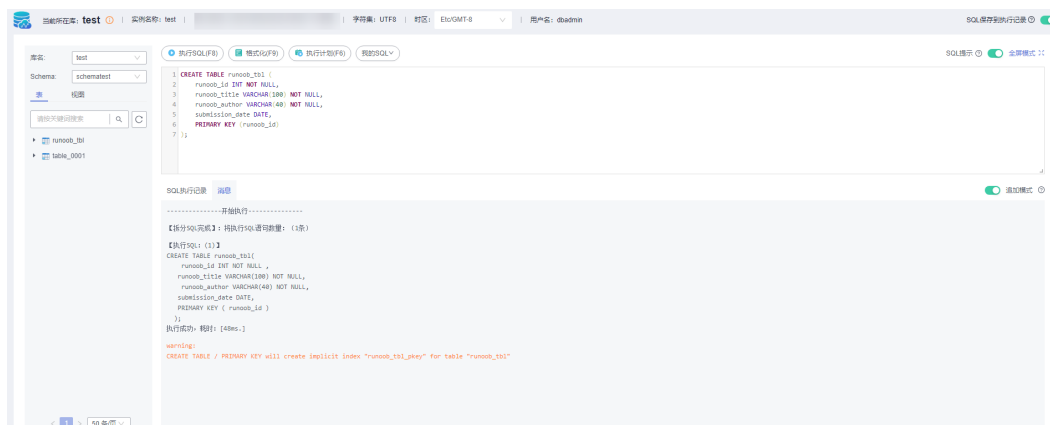 当前所在库: test | 实例名称: test | | 字符集: UTF8 | 时区: Etc/GMT-8 | 用户名: dbadmin SQL保存到执行记录
库名: test
Schema: schematest
表 视图
请按关键词搜索
runoob_tbl
table_0001
1
50 条/页
执行SQL(F8) 格式化(F9) 执行计划(F6) 我的SQL SQL提示 全屏模式
1 CREATE TABLE runoob_tbl (
2 runoob_id INT NOT NULL,
3 runoob_title VARCHAR(100) NOT NULL,
4 runoob_author VARCHAR(40) NOT NULL,
5 submission_date DATE,
6 PRIMARY KEY (runoob_id)
7 );
SQL执行记录 消息 追加模式
---------------开始执行---------------
【拆分SQL完成】: 将执行SQL语句数量: (1条)
【执行SQL: (1)】
CREATE TABLE runoob_tbl(
runoob_id INT NOT NULL ,
runoob_title VARCHAR(100) NOT NULL,
runoob_author VARCHAR(40) NOT NULL,
submission_date DATE,
PRIMARY KEY ( runoob_id )
);
执行成功，耗时: [48ms.]
warning:
CREATE TABLE / PRIMARY KEY will create implicit index "runoob_tbl_pkey" for table "runoob_tbl"